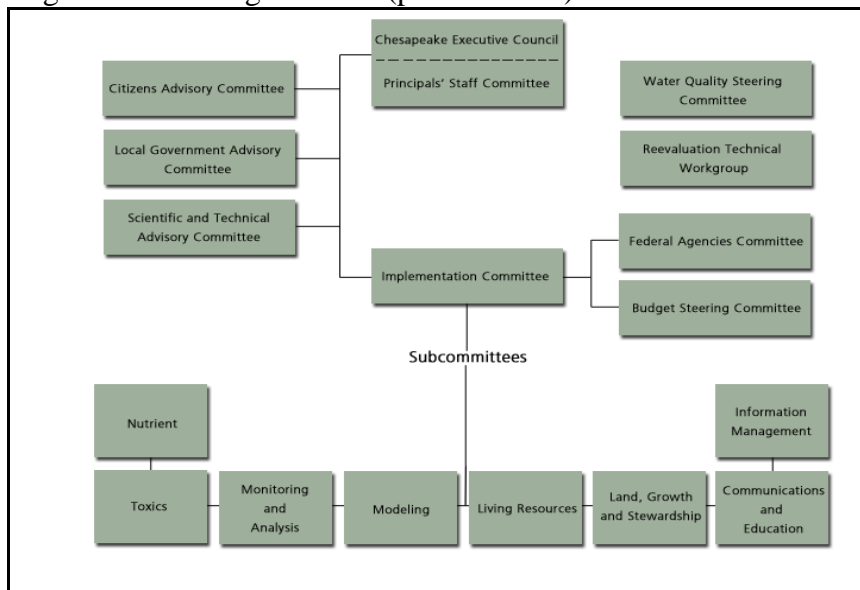 Chesapeake Executive Council
Principals' Staff Committee
Citizens Advisory Committee
Local Government Advisory
Committee
Scientific and Technical
Advisory Committee
Water Quality Steering
Committee
Reevaluation Technical
Workgroup
Implementation Committee
Federal Agencies Committee
Budget Steering Committee
Subcommittees
Nutrient
Toxics
Monitoring
and
Analysis
Modeling
Living Resources
Land, Growth
and Stewardship
Information
Management
Communications
and
Education